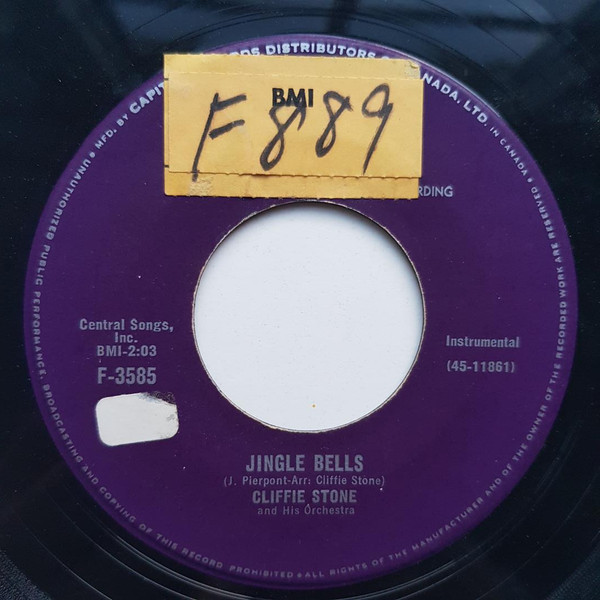 MFD. BY CAPIT
DISTRIBUTORS
NADA, LTD. IN CANADA
UNAUTHORIZED PUBLIC PERFORMANCE, BROADCASTING AND COPYING OF THIS RECORD PROHIBITED • ALL RIGHTS OF THE MANUFACTURER AND OF THE OWNER OF THE RECORDED WORK ARE RESERVED
BMI
F889
RDING
Central Songs,
Inc.
BMI-2:03
F-3585
Instrumental
(45-11861)
JINGLE BELLS
(J. Pierpont-Arr: Cliffie Stone)
CLIFFIE STONE
and His Orchestra